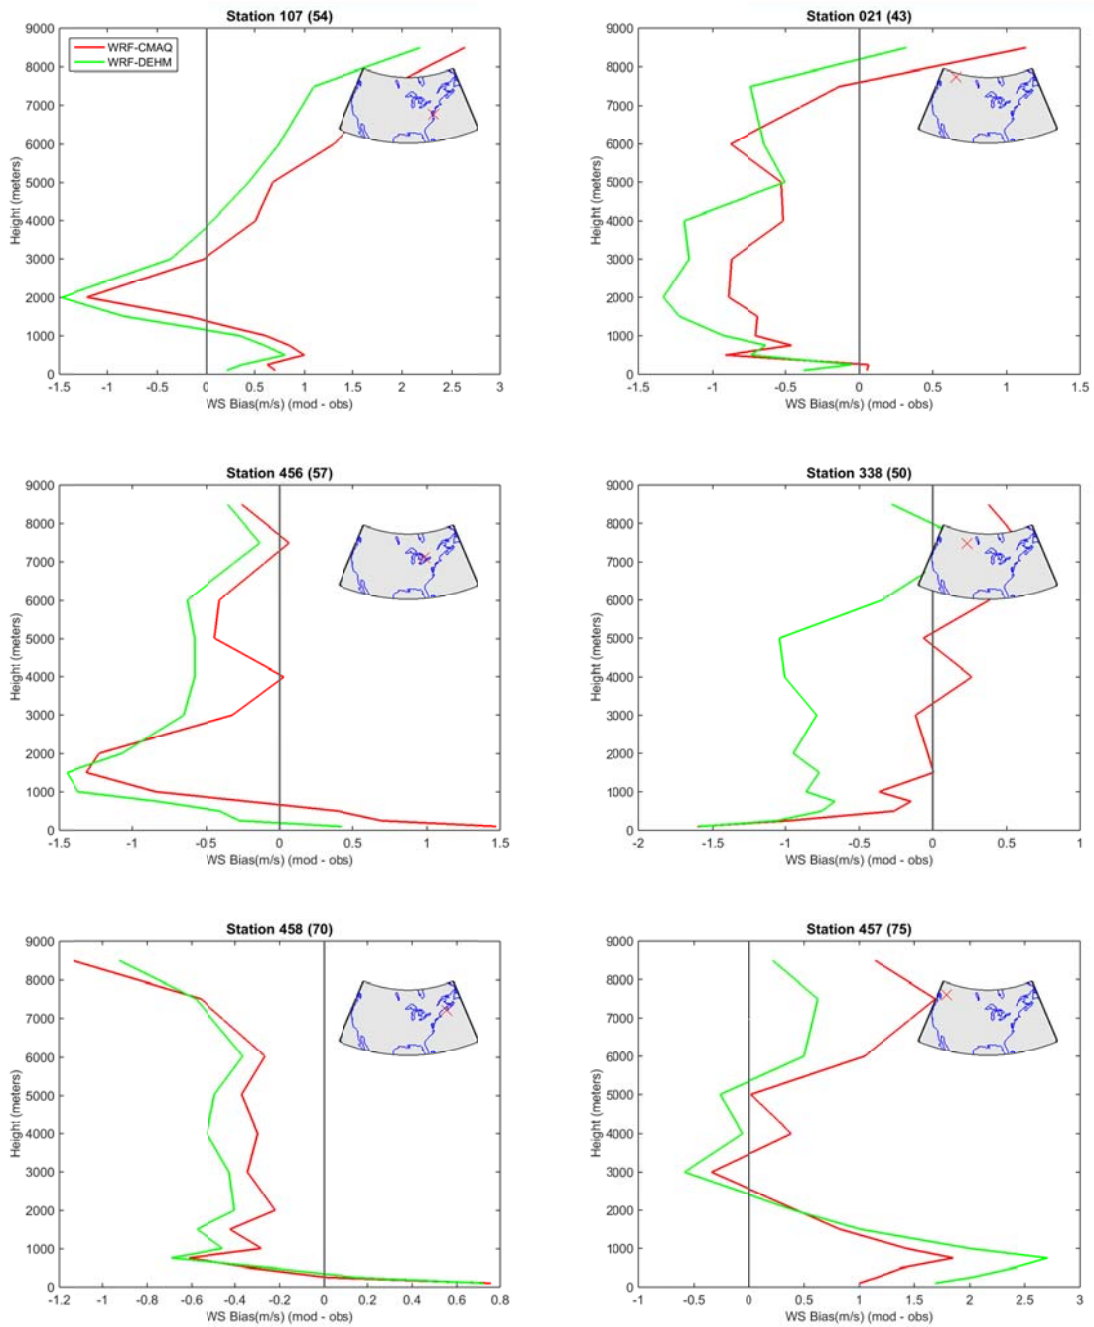 Station 107 (54)
WRF-CMAQ
WRF-DEHM
9000
8000
7000
6000
5000
4000
3000
2000
1000
0
Height (meters)
-1.5 -1 -0.5 0 0.5 1 1.5 2 2.5 3
WS Bias(m/s) (mod - obs)
Station 021 (43)
9000
8000
7000
6000
5000
4000
3000
2000
1000
0
Height (meters)
-1.5 -1 -0.5 0 0.5 1 1.5
WS Bias(m/s) (mod - obs)
Station 456 (57)
9000
8000
7000
6000
5000
4000
3000
2000
1000
0
Height (meters)
-1.5 -1 -0.5 0 0.5 1 1.5
WS Bias(m/s) (mod - obs)
Station 338 (50)
9000
8000
7000
6000
5000
4000
3000
2000
1000
0
Height (meters)
-2 -1.5 -1 -0.5 0 0.5 1
WS Bias(m/s) (mod - obs)
Station 458 (70)
9000
8000
7000
6000
5000
4000
3000
2000
1000
0
Height (meters)
-1.2 -1 -0.8 -0.6 -0.4 -0.2 0 0.2 0.4 0.6 0.8
WS Bias(m/s) (mod - obs)
Station 457 (75)
9000
8000
7000
6000
5000
4000
3000
2000
1000
0
Height (meters)
-1 -0.5 0 0.5 1 1.5 2 2.5 3
WS Bias(m/s) (mod - obs)